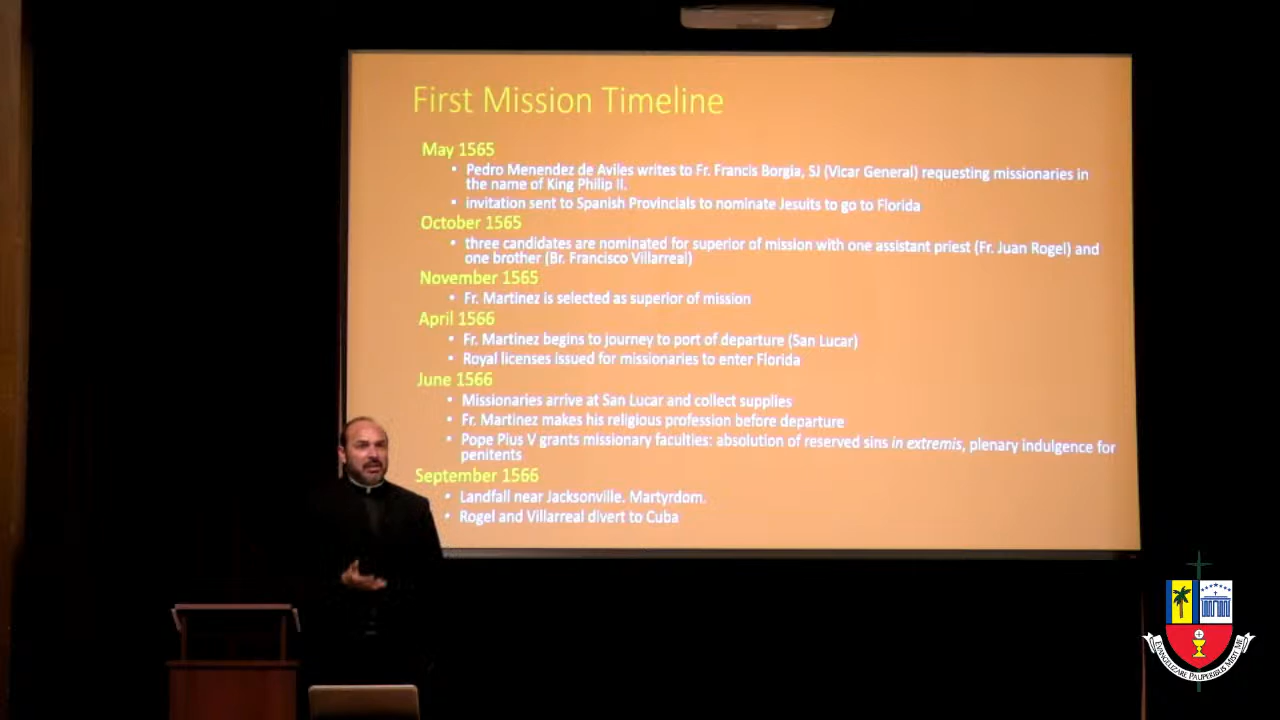 First Mission Timeline
May 1565
• Pedro Menendez de Aviles writes to Fr. Francis Borgia, SJ (Vicar General) requesting missionaries in
the name of King Philip II.
• invitation sent to Spanish Provincials to nominate Jesuits to go to Florida
October 1565
• three candidates are nominated for superior of mission with one assistant priest (Fr. Juan Rogel) and
one brother (Br. Francisco Villarreal)
November 1565
• Fr. Martinez is selected as superior of mission
April 1566
• Fr. Martinez begins to journey to port of departure (San Lucar)
• Royal licenses issued for missionaries to enter Florida
June 1566
• Missionaries arrive at San Lucar and collect supplies
• Fr. Martinez makes his religious profession before departure
• Pope Pius V grants missionary faculties: absolution of reserved sins in extremis, plenary indulgence for
penitents
September 1566
• Landfall near Jacksonville. Martyrdom.
• Rogel and Villarreal divert to Cuba
Evangelizare Pauperibus Misit Me